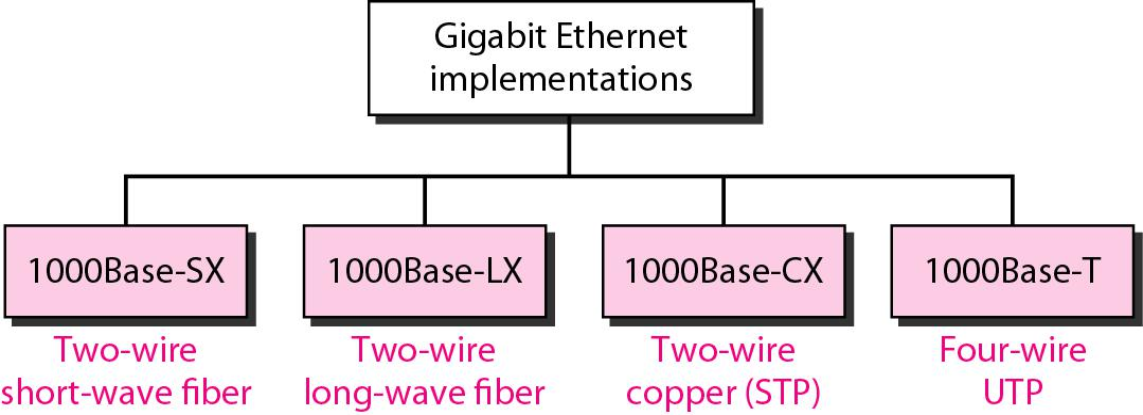 Gigabit Ethernet
implementations
1000Base-SX
1000Base-LX
1000Base-CX
1000Base-T
Two-wire
short-wave fiber
Two-wire
long-wave fiber
Two-wire
copper (STP)
Four-wire
UTP